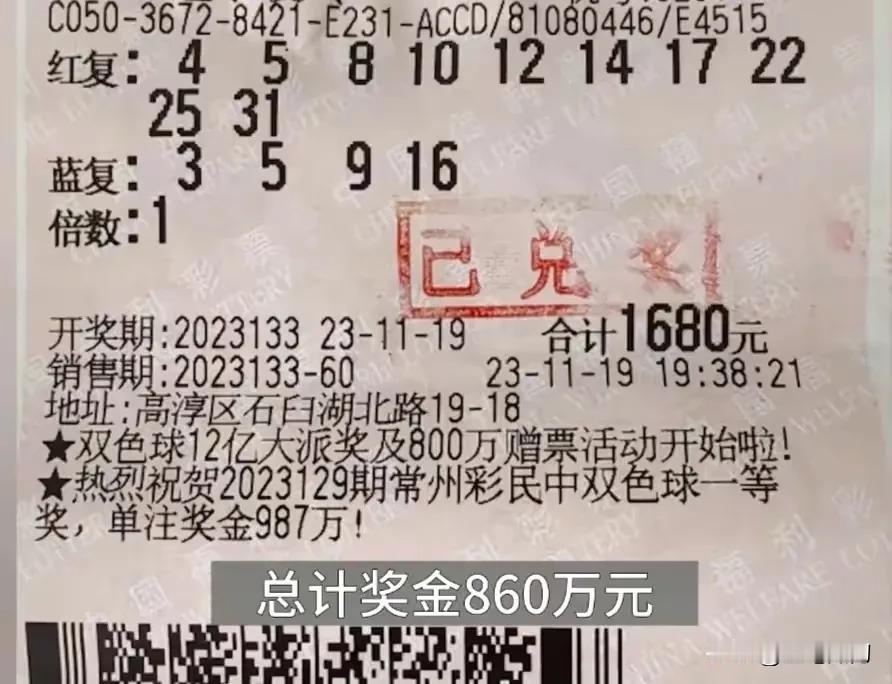 C050-3672-8421-E231-ACCD/81080446/E4515
红复: 4 5 8 10 12 14 17 22
25 31
蓝复: 3 5 9 16
倍数:1
已兑奖
开奖期:2023133 23-11-19 合计1680元
销售期:2023133-60 23-11-19 19:38:21
地址:高淳区石臼湖北路19-18
★双色球12亿大派奖及800万赠票活动开始啦!
★热烈祝贺2023129期常州彩民中双色球一等
奖,单注奖金987万!
总计奖金860万元